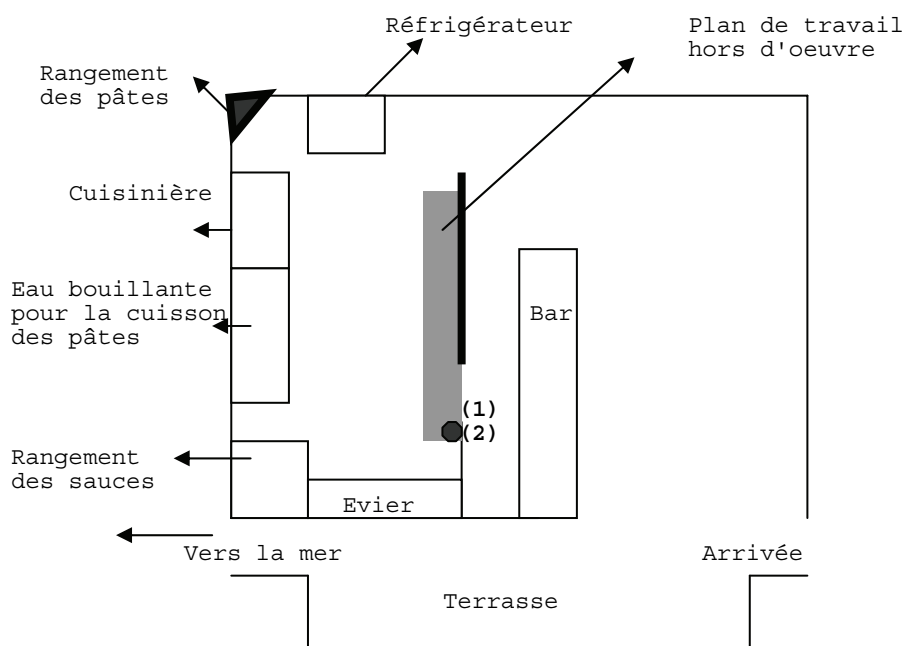 Réfrigérateur
Plan de travail
hors d'oeuvre
Rangement
des pâtes
Cuisinière
Eau bouillante
pour la cuisson
des pâtes
Bar
(1)
(2)
Rangement
des sauces
Evier
Vers la mer
Arrivée
Terrasse